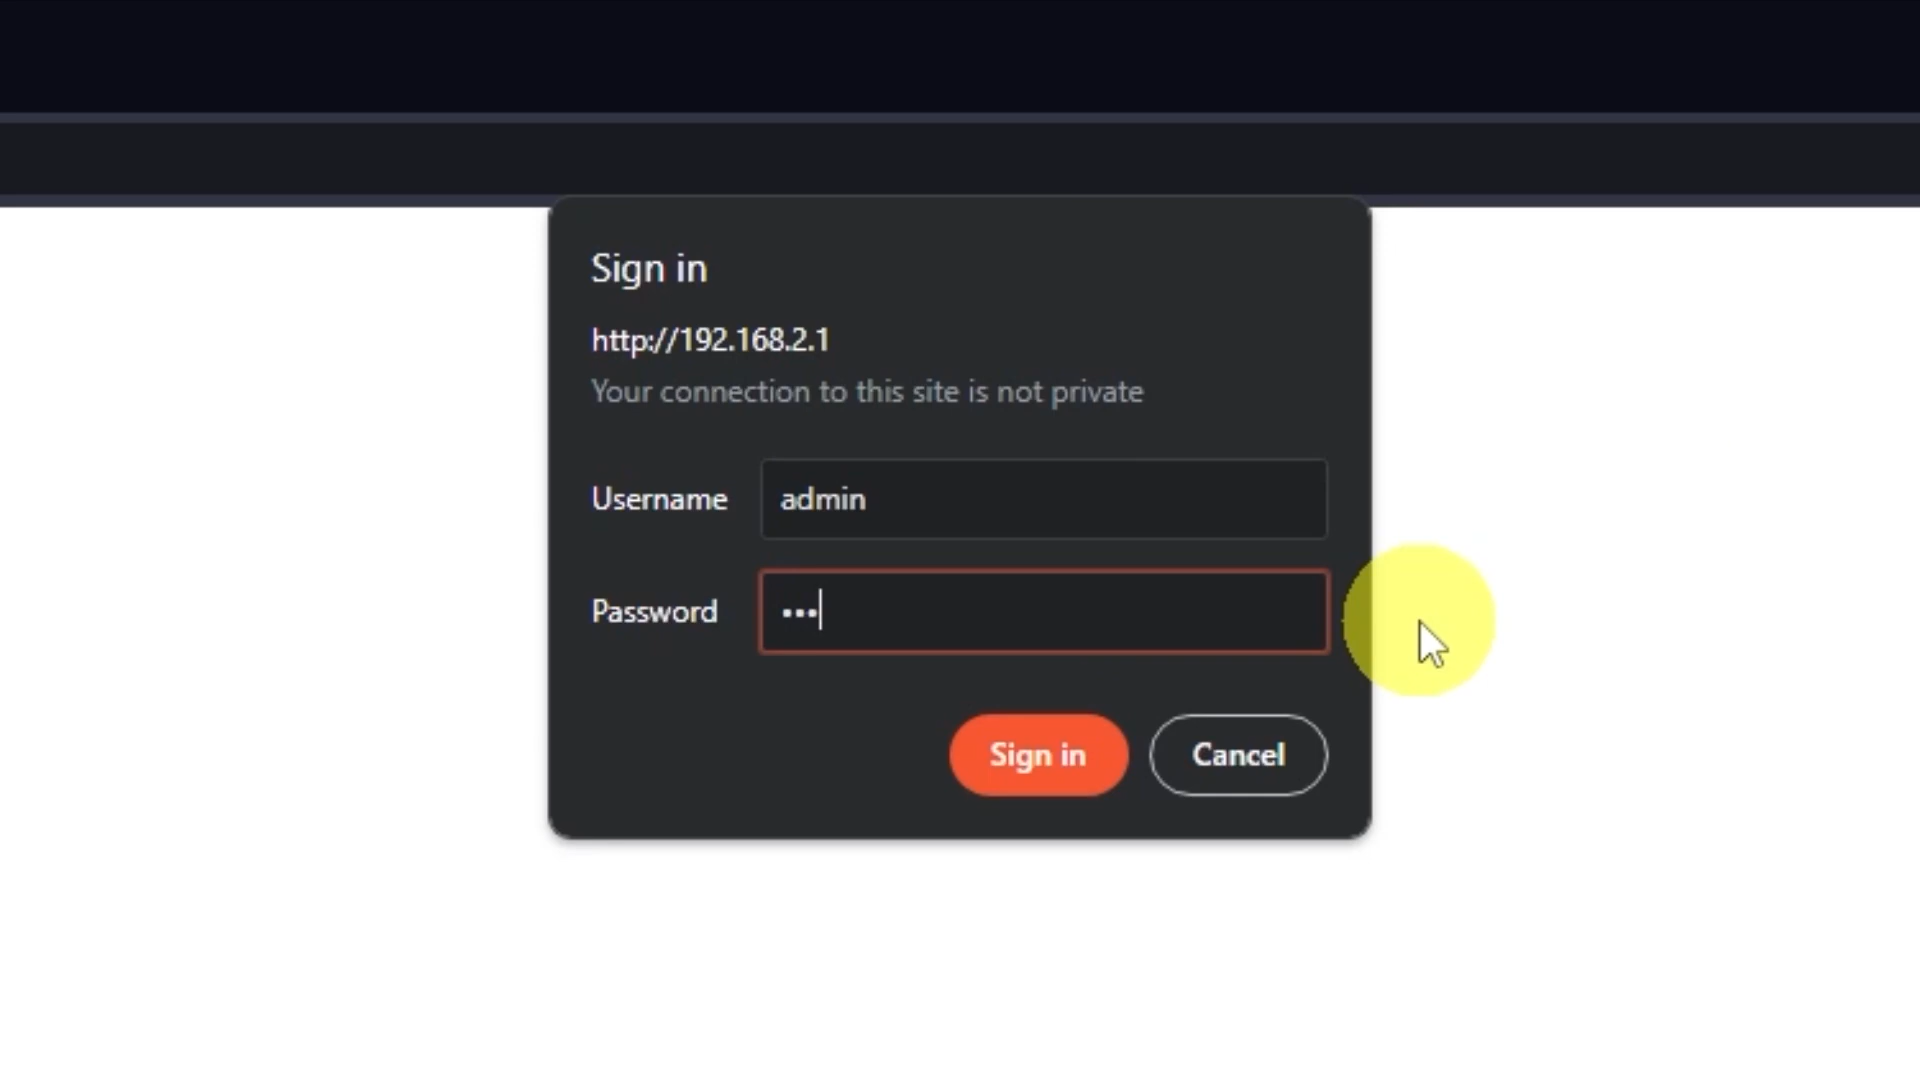 Sign in
http://192.168.2.1
Your connection to this site is not private
Username admin
Password •••
Sign in Cancel